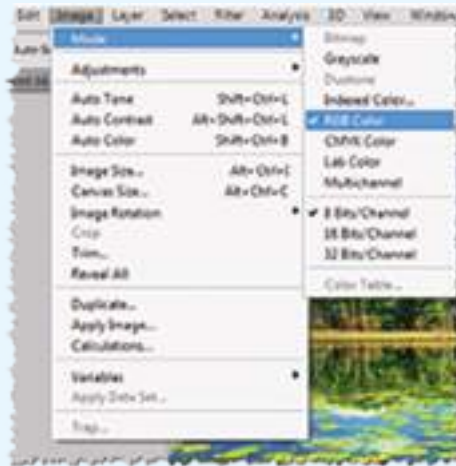 Edit Image Layer Select Filter Analysis 3D View Window
Mode
Adjustments
Auto Tone Shift+Ctrl+L
Auto Contrast Alt+Shift+Ctrl+L
Auto Color Shift+Ctrl+B
Image Size... Alt+Ctrl+I
Canvas Size... Alt+Ctrl+C
Image Rotation
Crop
Trim...
Reveal All
Duplicate...
Apply Image...
Calculations...
Variables
Apply Data Set...
Trap...
Bitmap
Grayscale
Duotone
Indexed Color...
RGB Color
CMYK Color
Lab Color
Multichannel
8 Bits/Channel
16 Bits/Channel
32 Bits/Channel
Color Table...